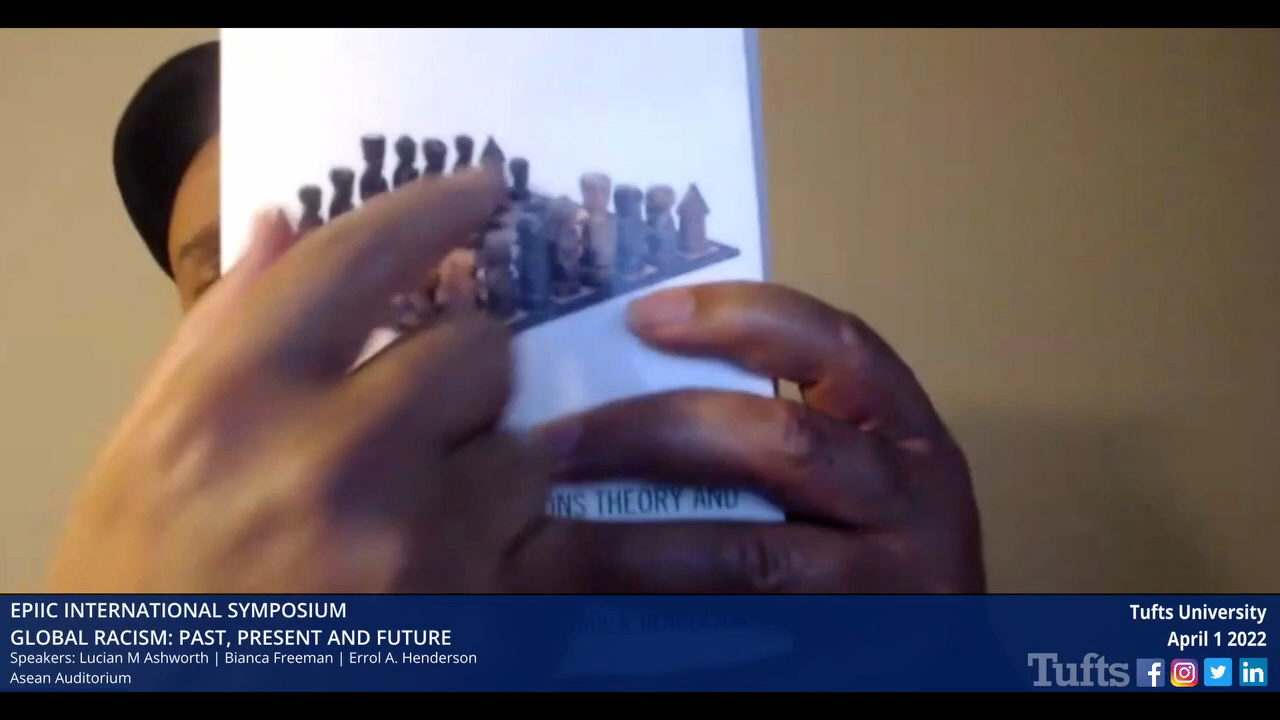 ONS THEORY AND
EPIIC INTERNATIONAL SYMPOSIUM
GLOBAL RACISM: PAST, PRESENT AND FUTURE
Speakers: Lucian M Ashworth | Bianca Freeman | Errol A. Henderson
Asean Auditorium
Tufts University
April 1 2022
Tufts